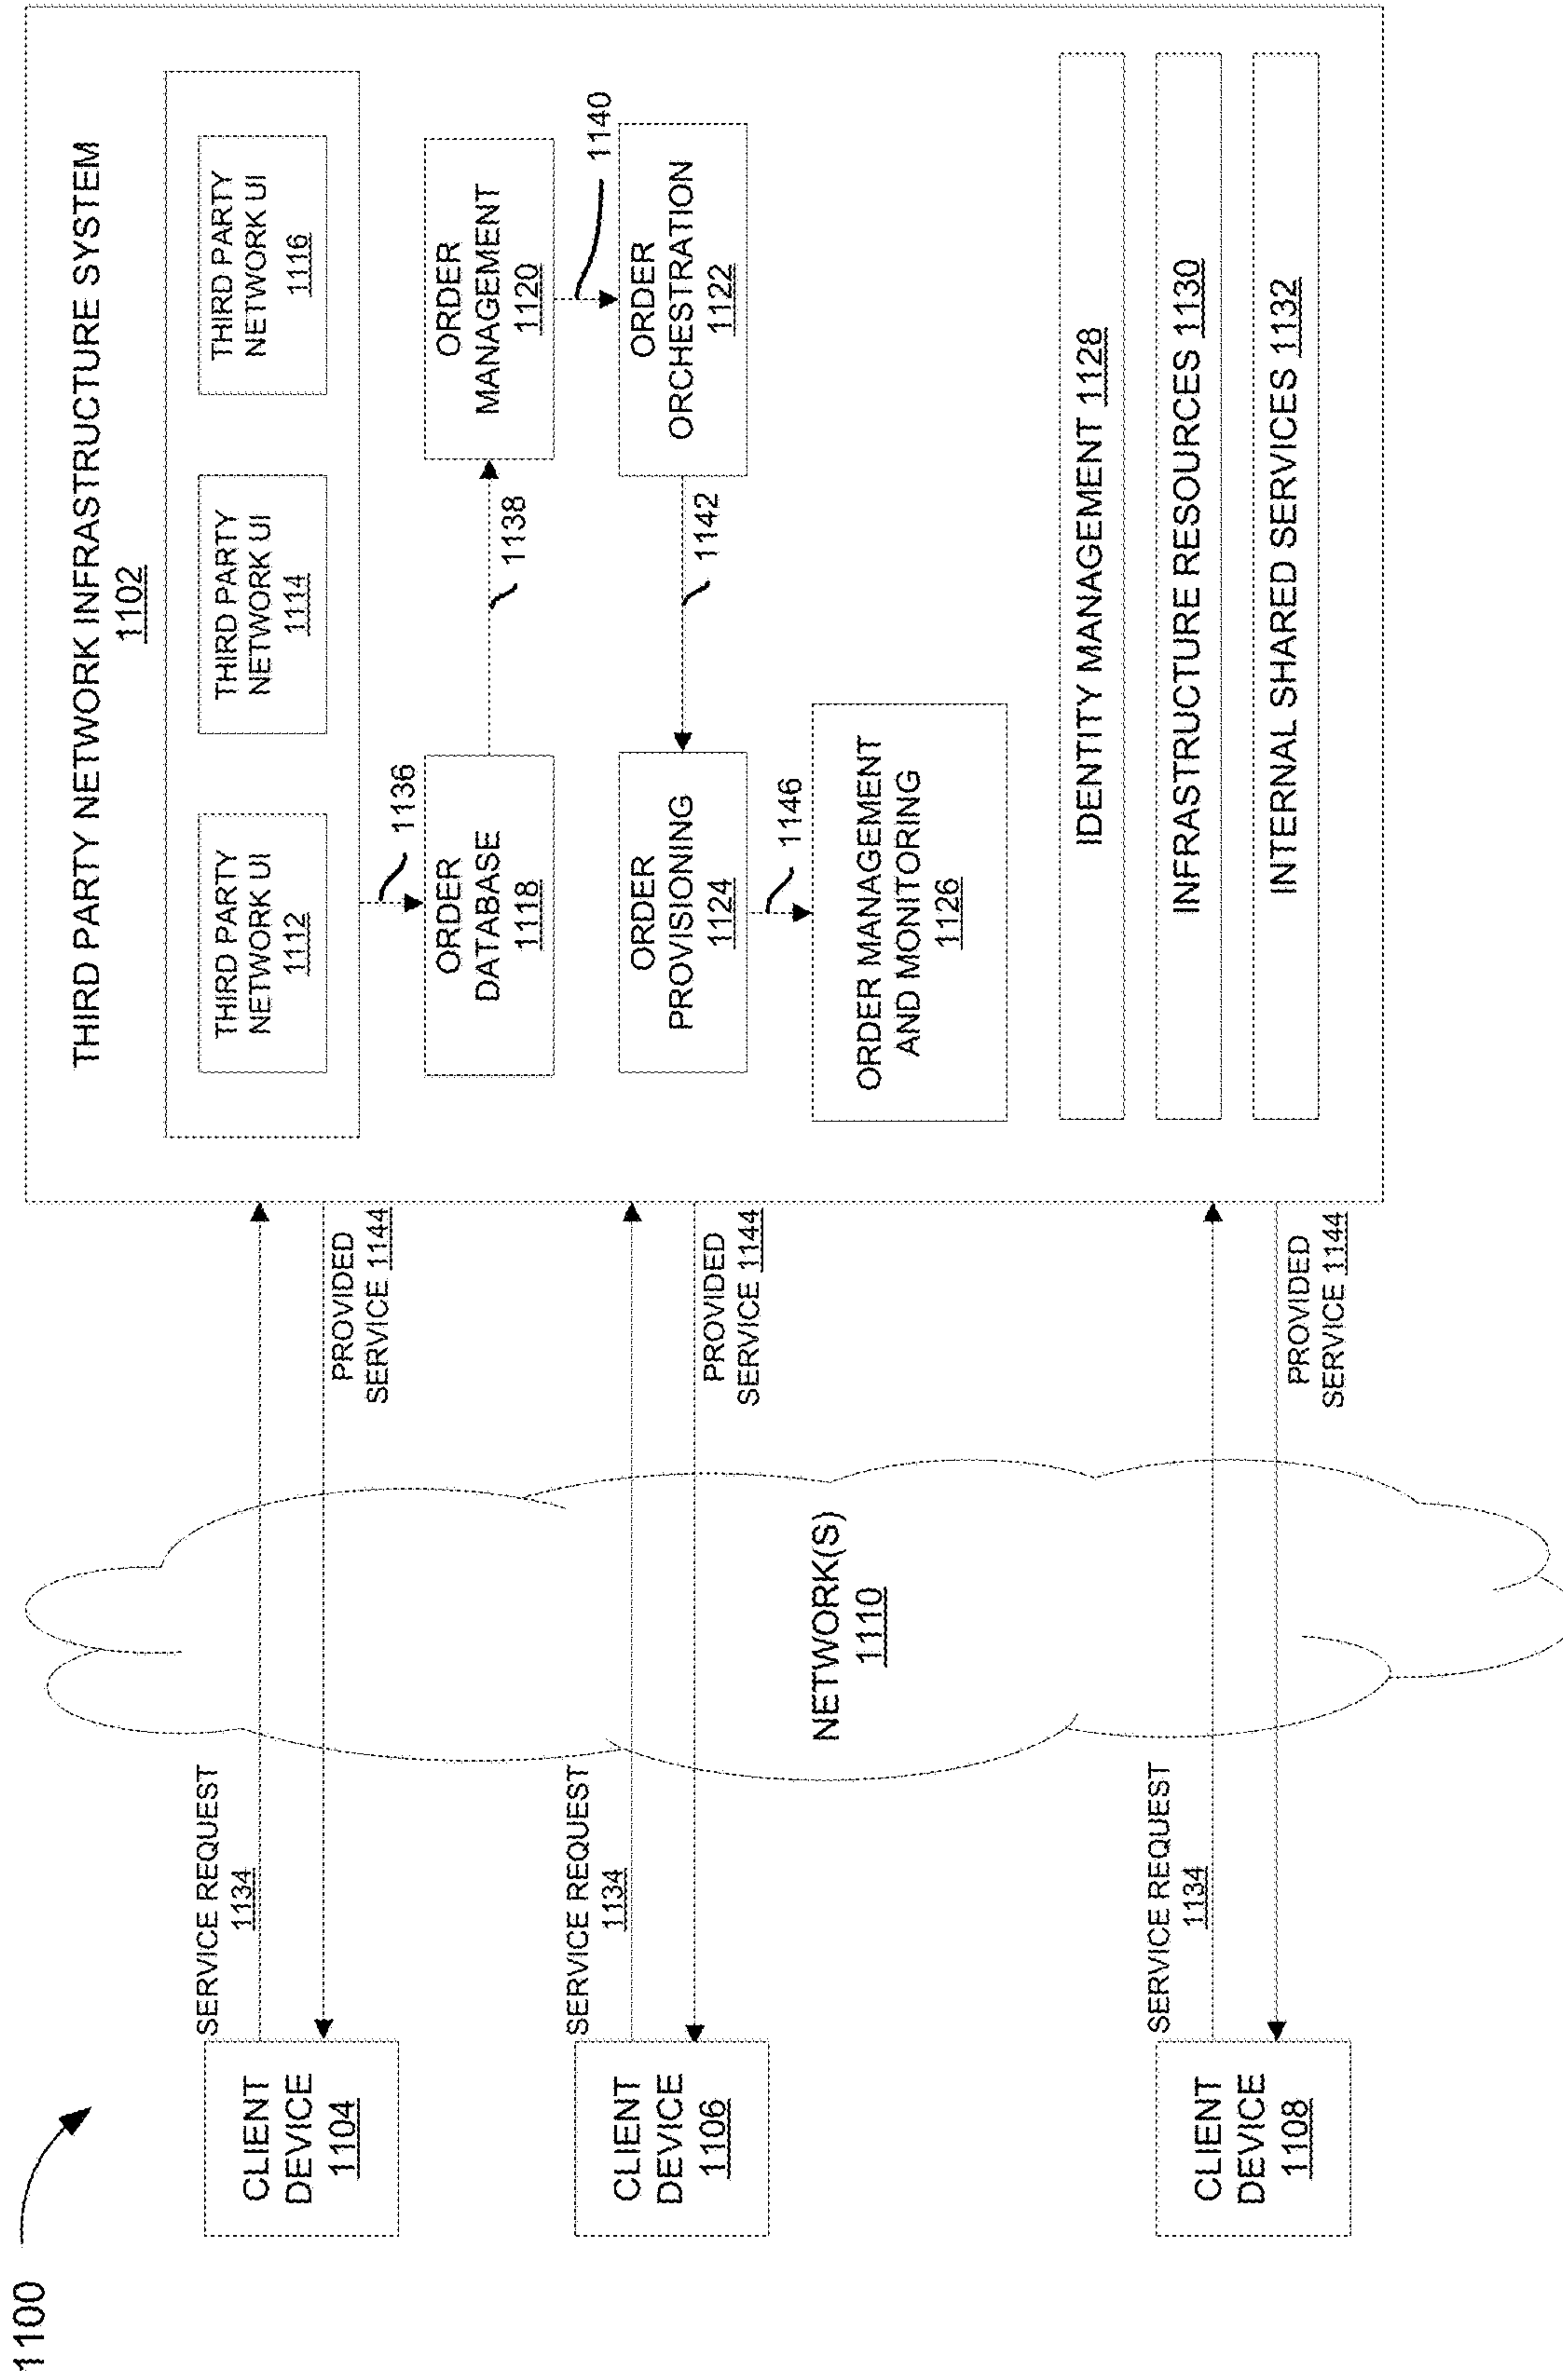 1100
THIRD PARTY NETWORK INFRASTRUCTURE SYSTEM
1102
THIRD PARTY
NETWORK UI
1112
THIRD PARTY
NETWORK UI
1114
THIRD PARTY
NETWORK UI
1116
1136
ORDER
DATABASE
1118
1138
ORDER
MANAGEMENT
1120
1140
ORDER
PROVISIONING
1124
1142
ORDER
ORCHESTRATION
1122
1146
ORDER MANAGEMENT
AND MONITORING
1126
IDENTITY MANAGEMENT 1128
INFRASTRUCTURE RESOURCES 1130
INTERNAL SHARED SERVICES 1132
CLIENT
DEVICE
1104
SERVICE REQUEST
1134
PROVIDED
SERVICE 1144
CLIENT
DEVICE
1106
SERVICE REQUEST
1134
PROVIDED
SERVICE 1144
NETWORK(S)
1110
CLIENT
DEVICE
1108
SERVICE REQUEST
1134
PROVIDED
SERVICE 1144